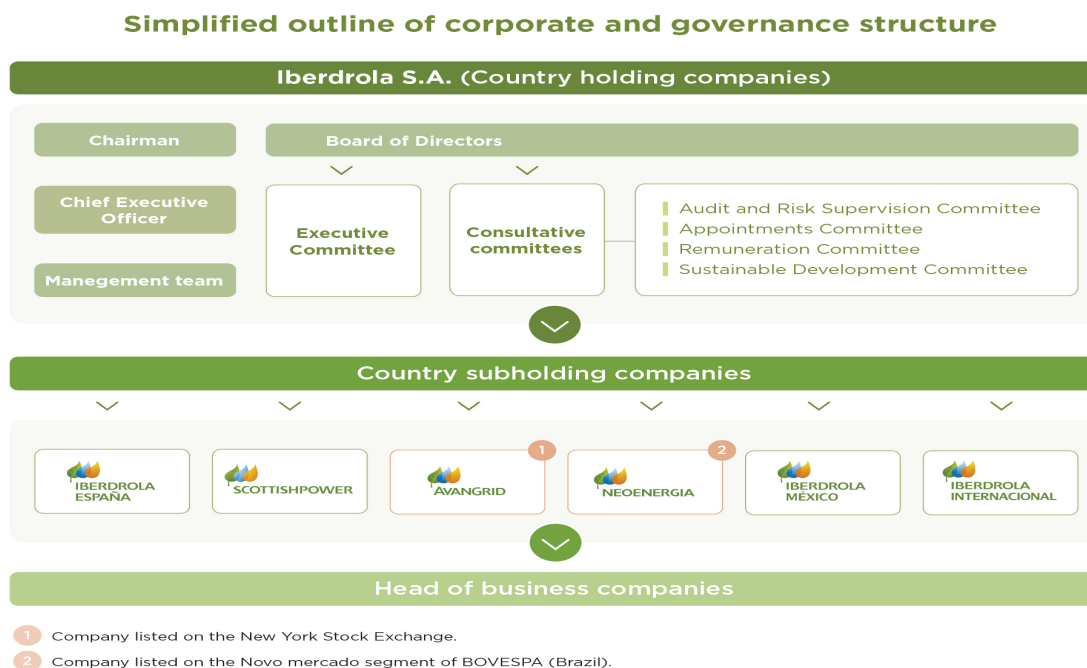 Simplified outline of corporate and governance structure
Iberdrola S.A. (Country holding companies)
Chairman
Board of Directors
Chief Executive
Officer
Executive
Committee
Consultative
committees
Audit and Risk Supervision Committee
Appointments Committee
Remuneration Committee
Sustainable Development Committee
Manegement team
Country subholding companies
1
2
IBERDROLA
ESPAÑA
SCOTTISHPOWER
AVANGRID
NEOENERGIA
IBERDROLA
MÉXICO
IBERDROLA
INTERNACIONAL
Head of business companies
1 Company listed on the New York Stock Exchange.
2 Company listed on the Novo mercado segment of BOVESPA (Brazil).